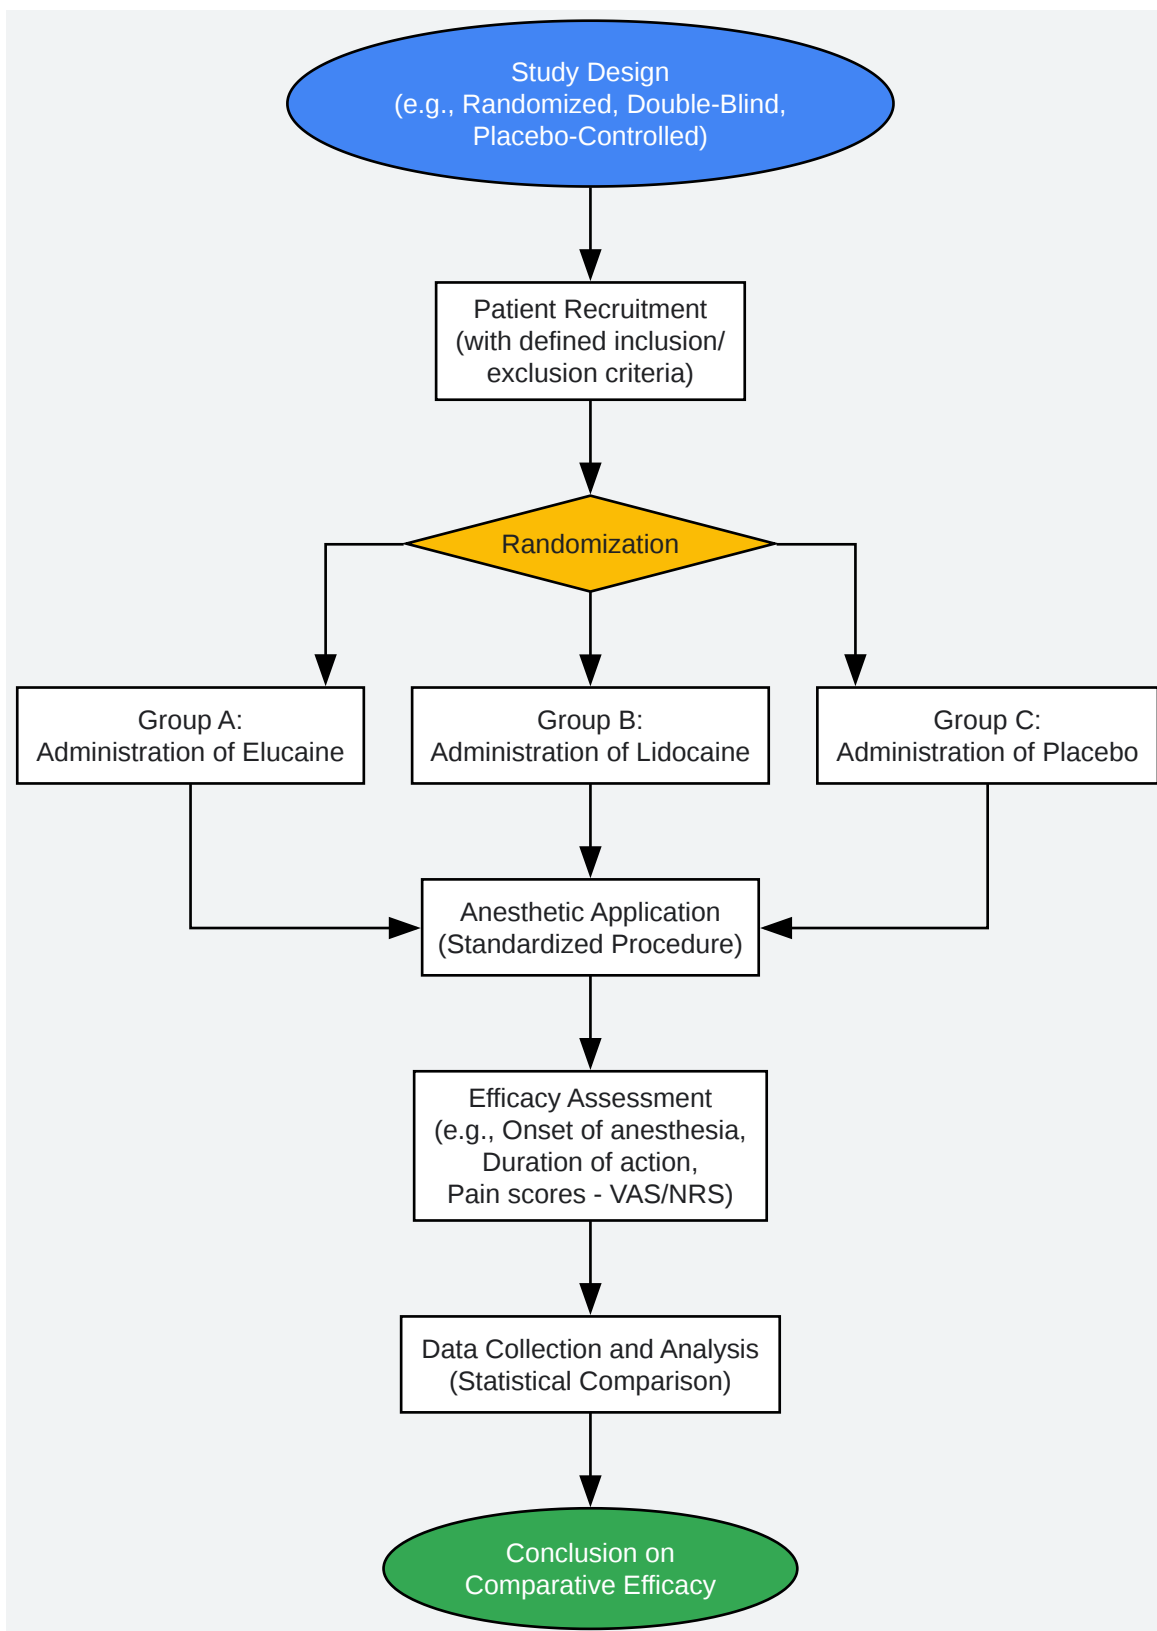 Study Design
(e.g., Randomized, Double-Blind,
Placebo-Controlled)
Patient Recruitment
(with defined inclusion/
exclusion criteria)
Randomization
Group A:
Administration of Elucaine
Group B:
Administration of Lidocaine
Group C:
Administration of Placebo
Anesthetic Application
(Standardized Procedure)
Efficacy Assessment
(e.g., Onset of anesthesia,
Duration of action,
Pain scores - VAS/NRS)
Data Collection and Analysis
(Statistical Comparison)
Conclusion on
Comparative Efficacy